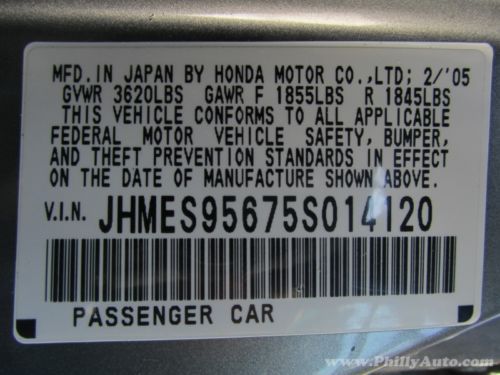 MFD. IN JAPAN BY HONDA MOTOR CO.,LTD; 2/'05
GVWR 3620LBS GAWR F 1855LBS R 1845LBS
THIS VEHICLE CONFORMS TO ALL APPLICABLE
FEDERAL MOTOR VEHICLE SAFETY, BUMPER,
AND THEFT PREVENTION STANDARDS IN EFFECT
ON THE DATE OF MANUFACTURE SHOWN ABOVE.
V.I.N. JHMES95675S014120
PASSENGER CAR
www.PhillyAuto.com